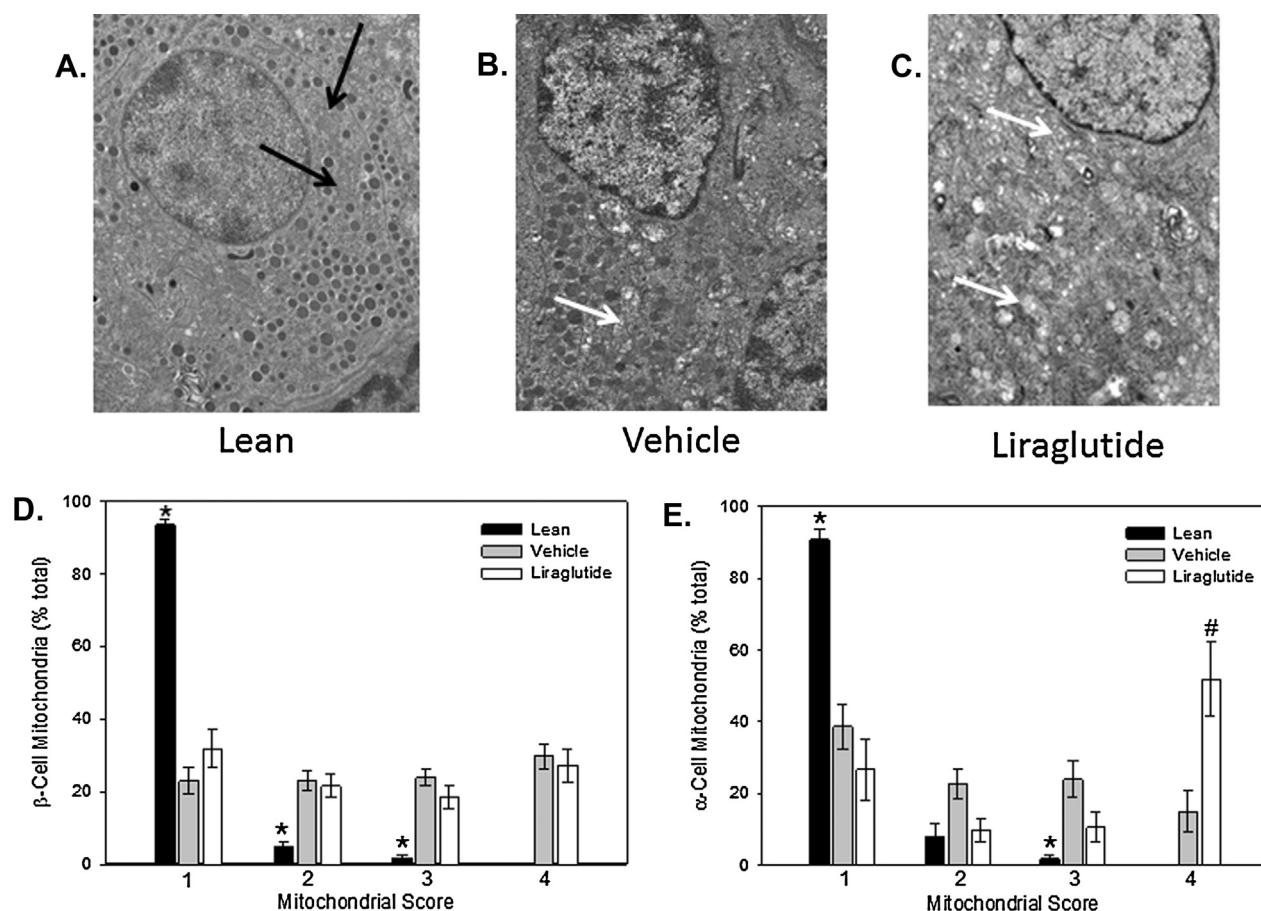 A.
B.
C.
Lean
Vehicle
Liraglutide
D.
100
80
60
40
20
0
β-Cell Mitochondria (% total)
*
*
*
Lean
Vehicle
Liraglutide
1 2 3 4
Mitochondrial Score
E.
100
80
60
40
20
0
α-Cell Mitochondria (% total)
*
*
#
Lean
Vehicle
Liraglutide
1 2 3 4
Mitochondrial Score